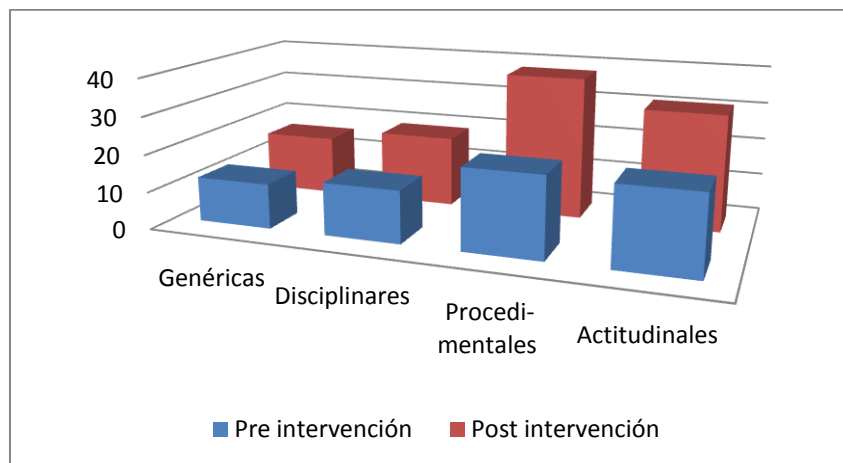 40
30
20
10
0
Genéricas
Disciplinares
Procedi-
mentales
Actitudinales
Pre intervención
Post intervención